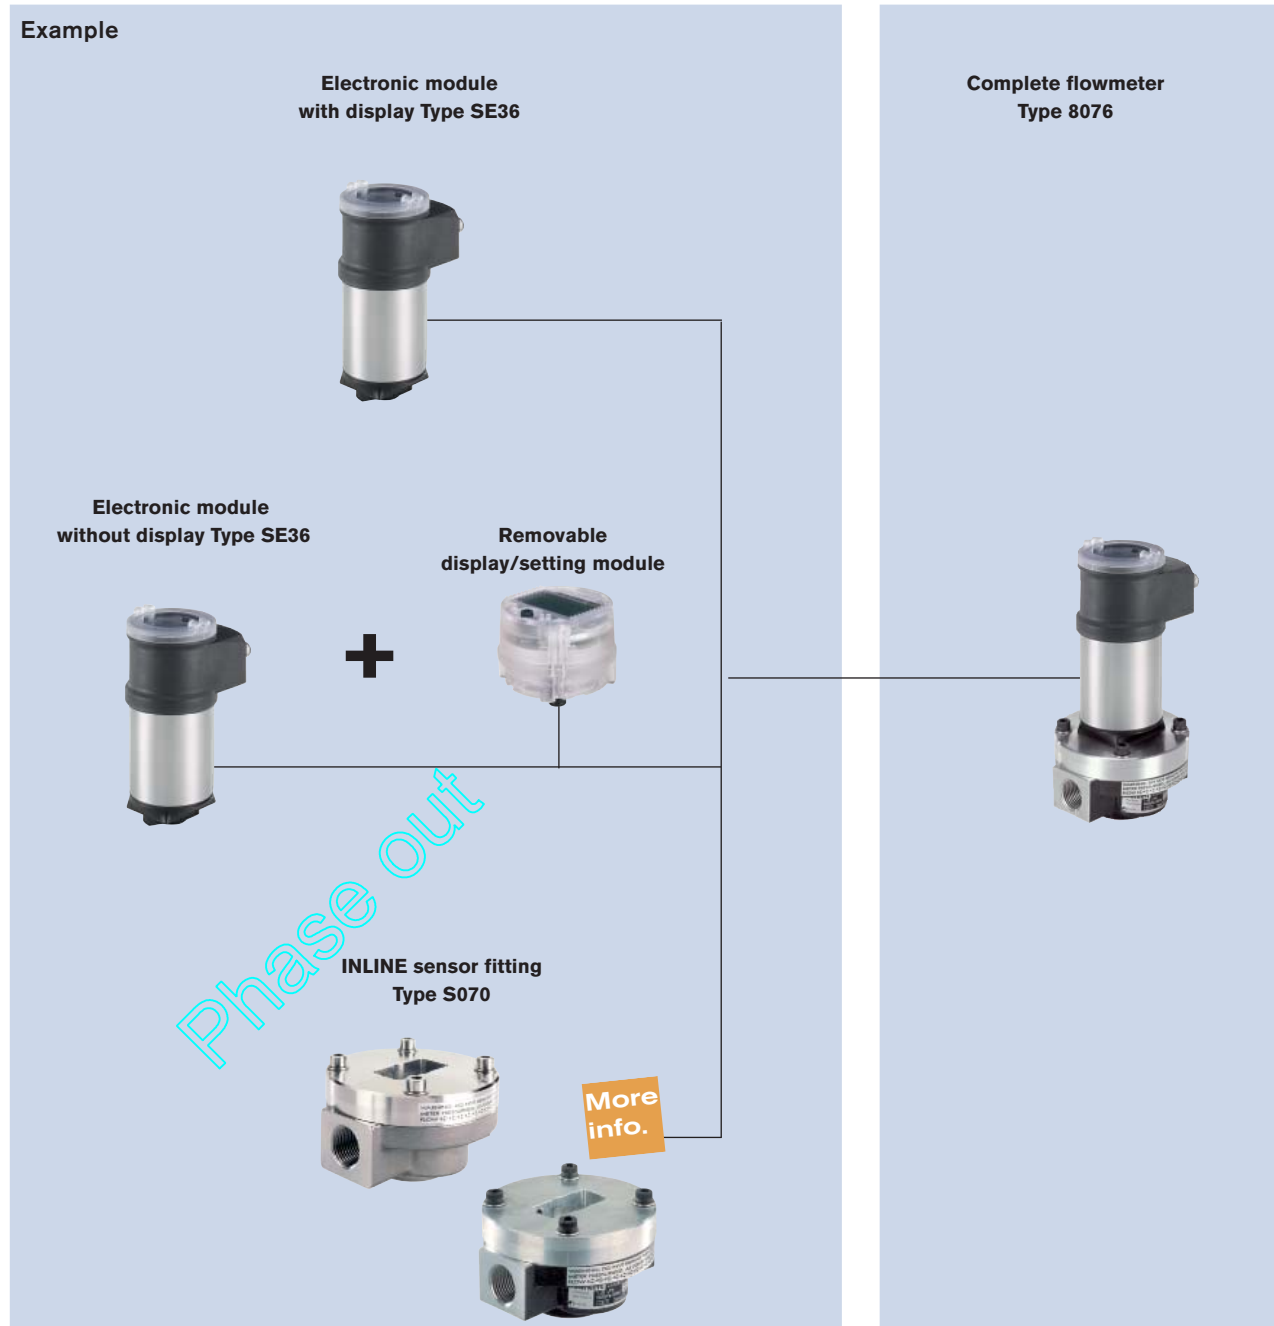 Example
Electronic module
with display Type SE36
Complete flowmeter
Type 8076
Electronic module
without display Type SE36
Removable
display/setting module
Phase out
INLINE sensor fitting
Type S070
More
info.